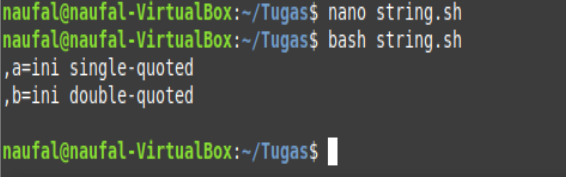 naufal@naufal-VirtualBox:~/Tugas$ nano string.sh
naufal@naufal-VirtualBox:~/Tugas$ bash string.sh
,a=ini single-quoted
,b=ini double-quoted
naufal@naufal-VirtualBox:~/Tugas$